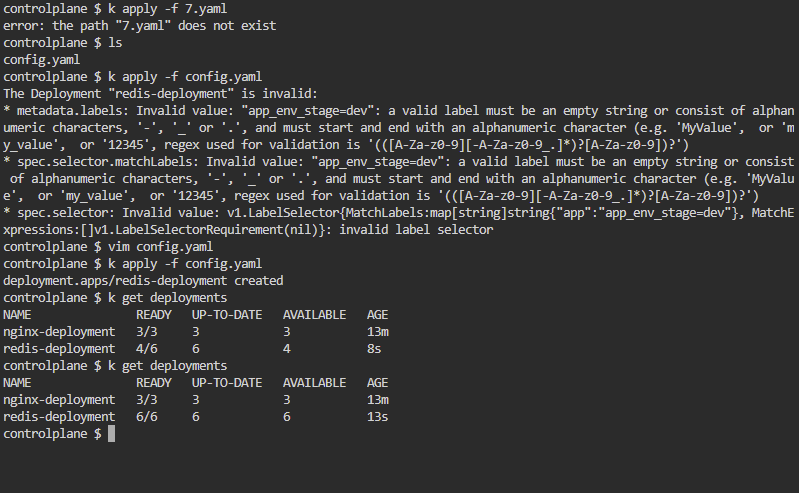 controlplane $ k apply -f 7.yaml
error: the path "7.yaml" does not exist
controlplane $ ls
config.yaml
controlplane $ k apply -f config.yaml
The Deployment "redis-deployment" is invalid:
* metadata.labels: Invalid value: "app_env_stage=dev": a valid label must be an empty string or consist of alphan
umeric characters, '-', '_' or '.', and must start and end with an alphanumeric character (e.g. 'MyValue',  or 'm
y_value',  or '12345', regex used for validation is '(([A-Za-z0-9][-A-Za-z0-9_.]*)?[A-Za-z0-9])?')
* spec.selector.matchLabels: Invalid value: "app_env_stage=dev": a valid label must be an empty string or consist
 of alphanumeric characters, '-', '_' or '.', and must start and end with an alphanumeric character (e.g. 'MyValu
e',  or 'my_value',  or '12345', regex used for validation is '(([A-Za-z0-9][-A-Za-z0-9_.]*)?[A-Za-z0-9])?')
* spec.selector: Invalid value: v1.LabelSelector{MatchLabels:map[string]string{"app":"app_env_stage=dev"}, MatchE
xpressions:[]v1.LabelSelectorRequirement(nil)}: invalid label selector
controlplane $ vim config.yaml
controlplane $ k apply -f config.yaml
deployment.apps/redis-deployment created
controlplane $ k get deployments
NAME               READY   UP-TO-DATE   AVAILABLE   AGE
nginx-deployment   3/3     3            3           13m
redis-deployment   4/6     6            4           8s
controlplane $ k get deployments
NAME               READY   UP-TO-DATE   AVAILABLE   AGE
nginx-deployment   3/3     3            3           13m
redis-deployment   6/6     6            6           13s
controlplane $